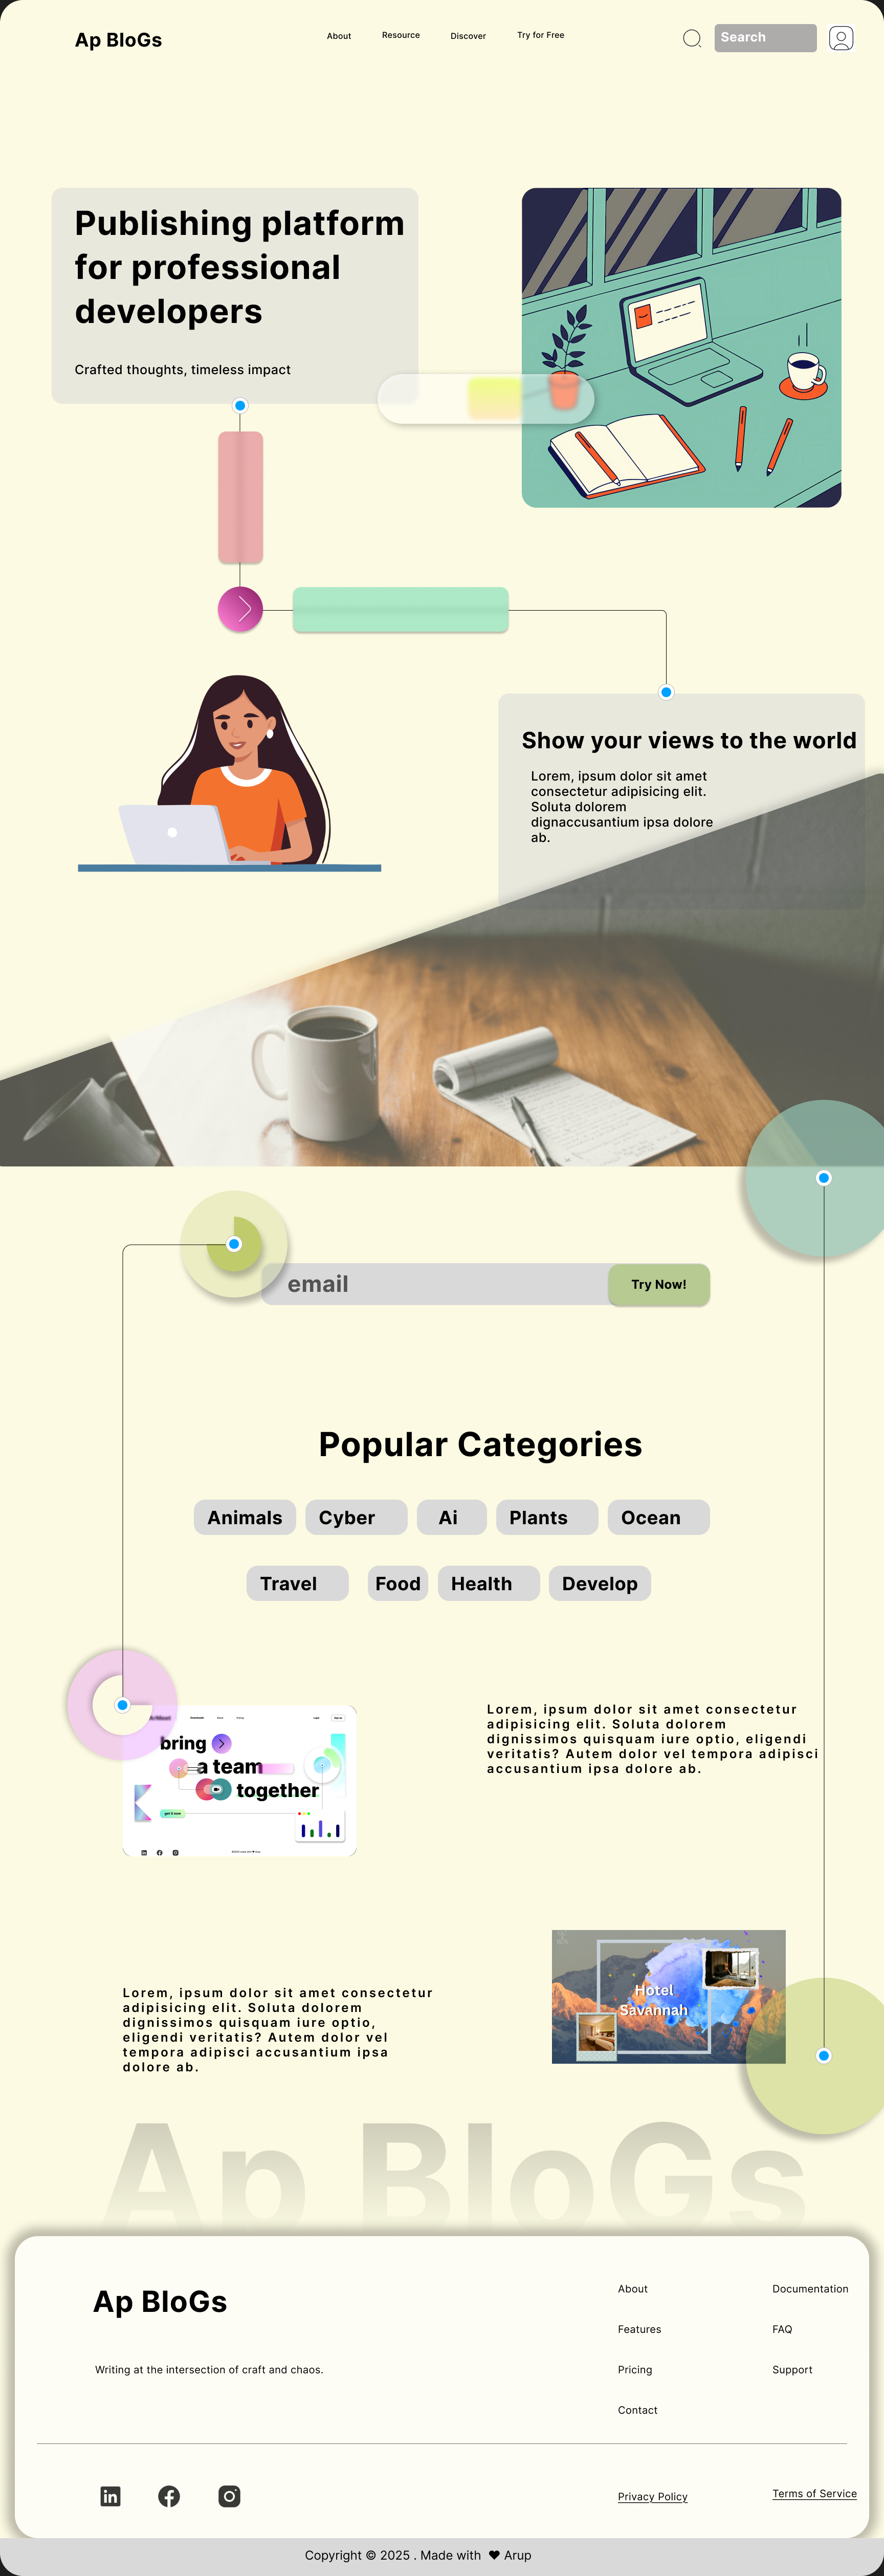 Ap BloGs
About
Resource
Discover
Try for Free
Search
Publishing platform
for professional
developers
Crafted thoughts, timeless impact
Show your views to the world
Lorem, ipsum dolor sit amet
consectetur adipisicing elit.
Soluta dolorem
dignaccusantium ipsa dolore
ab.
email
Try Now!
Popular Categories
Animals
Cyber
Ai
Plants
Ocean
Travel
Food
Health
Develop
bring
a team
together
get it now
Lorem, ipsum dolor sit amet consectetur
adipisicing elit. Soluta dolorem
dignissimos quisquam iure optio, eligendi
veritatis? Autem dolor vel tempora adipisci
accusantium ipsa dolore ab.
Hotel
Savannah
Lorem, ipsum dolor sit amet consectetur
adipisicing elit. Soluta dolorem
dignissimos quisquam iure optio,
eligendi veritatis? Autem dolor vel
tempora adipisci accusantium ipsa
dolore ab.
Ap BloGs
Ap BloGs
Writing at the intersection of craft and chaos.
About
Features
Pricing
Contact
Documentation
FAQ
Support
Privacy Policy
Terms of Service
Copyright © 2025 . Made with ♥ Arup